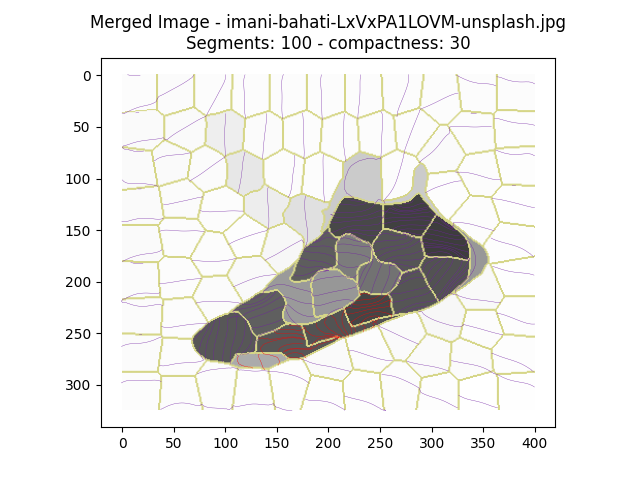 Merged Image - imani-bahati-LxVxPA1LOVM-unsplash.jpg
Segments: 100 - compactness: 30
0
50
100
150
200
250
300
0 50 100 150 200 250 300 350 400